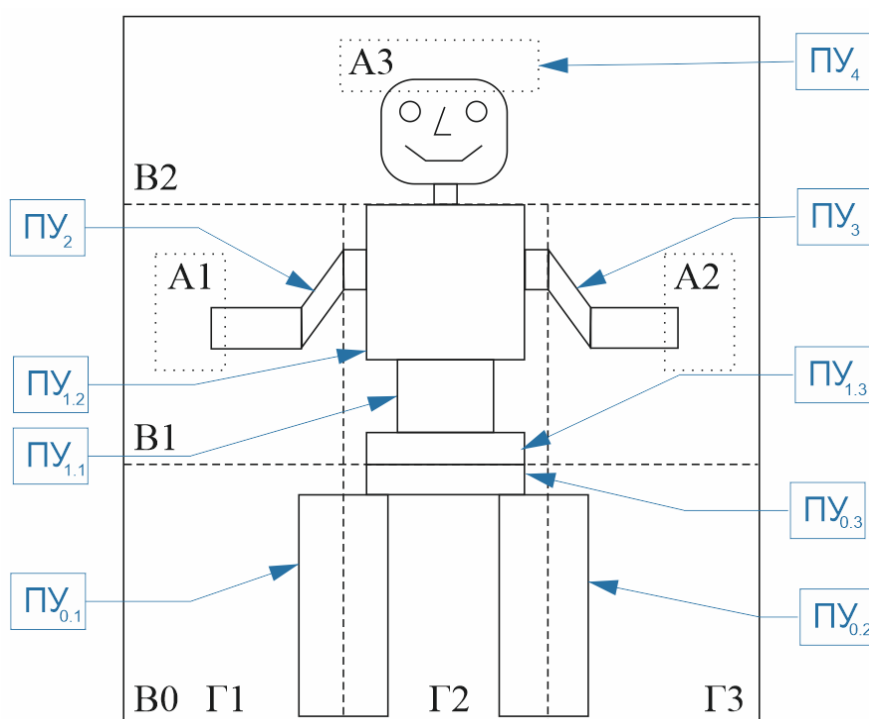 А3
ПУ4
В2
ПУ2
ПУ3
А1
А2
ПУ1.2
ПУ1.3
В1
ПУ1.1
ПУ0.3
ПУ0.1
ПУ0.2
В0 Г1 Г2 Г3